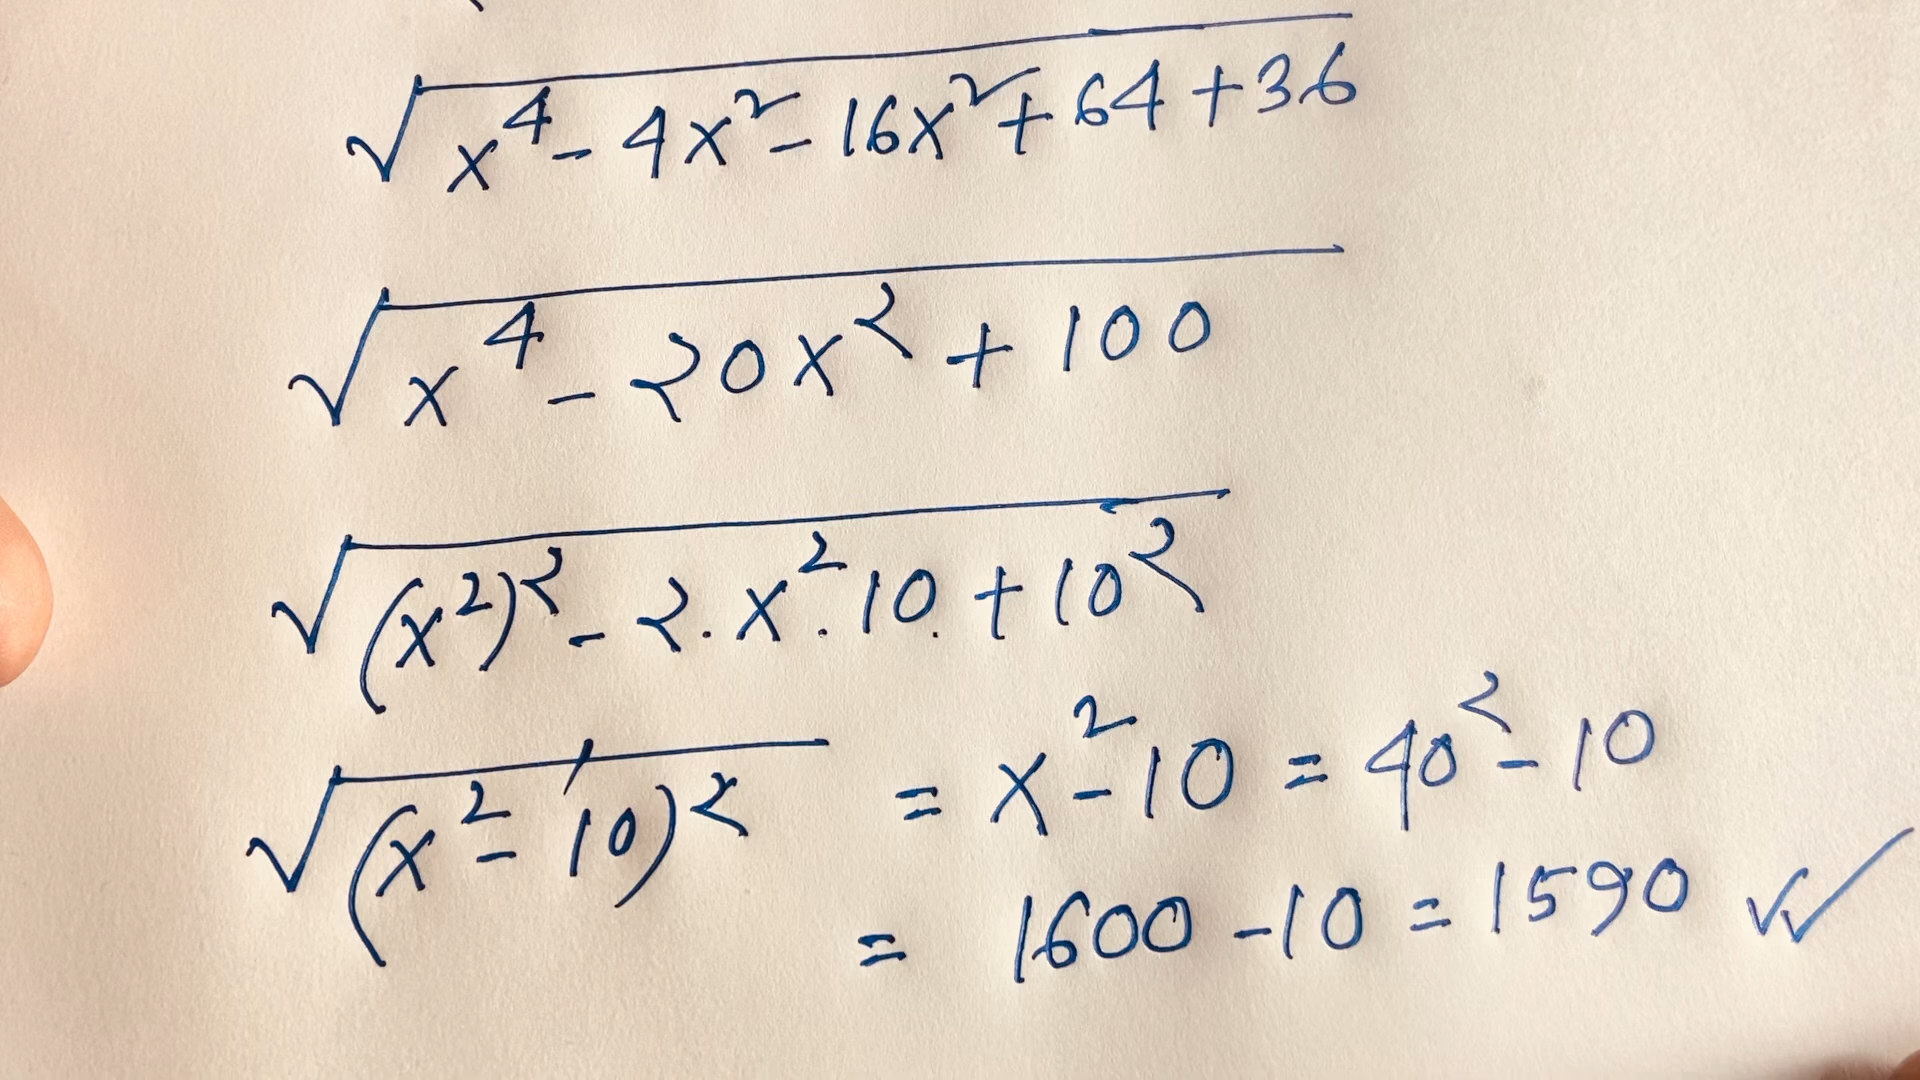 √(x⁴ - 4x² - 16x² + 64 + 36)
√(x⁴ - 20x² + 100)
√((x²)² - 2.x².10. + 10²)
√((x² - 10)²) = x² - 10 = 40² - 10
= 1600 - 10 = 1590